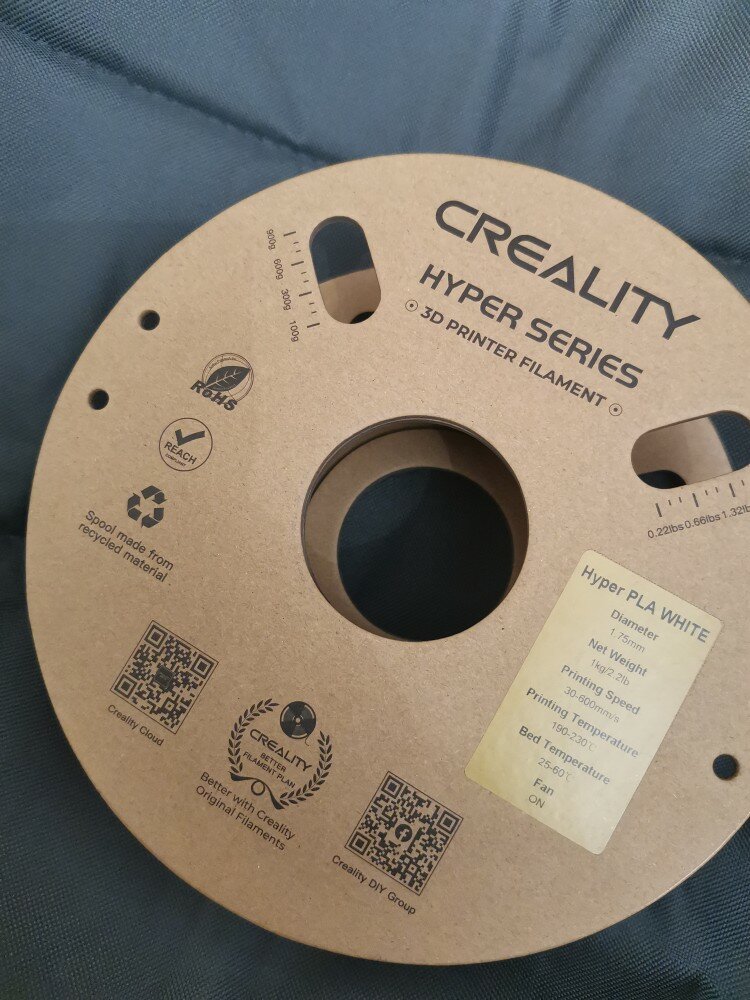 CREALITY
HYPER SERIES
3D PRINTER FILAMENT
900g
600g
300g
100g
RoHS
REACH
COMPLIANT
Spool made from
recycled material
0.22lbs 0.66lbs 1.32lb
Hyper PLA WHITE
Diameter
1.75mm
Net Weight
1kg/2.2lb
Printing Speed
30-600mm/s
Printing Temperature
190-230℃
Bed Temperature
25-60℃
Fan
ON
Creality Cloud
CREALITY
BETTER
FILAMENT PLAN
Better with Creality
Original Filaments
Creality DIY Group